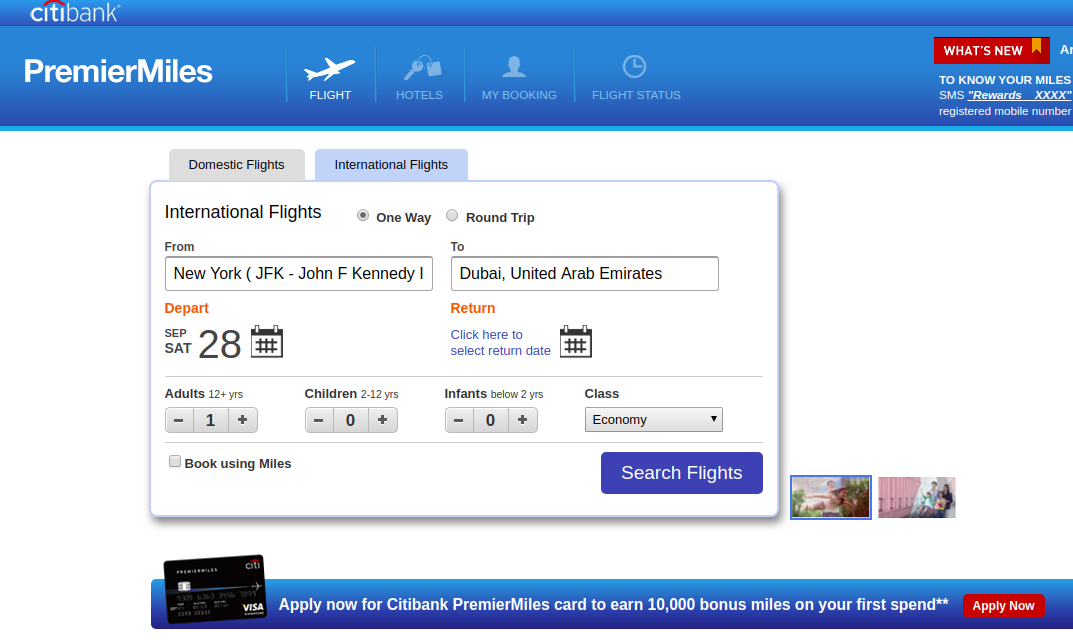 citibank
PremierMiles
FLIGHT
HOTELS
MY BOOKING
FLIGHT STATUS
WHAT'S NEW
TO KNOW YOUR MILES
SMS "Rewards XXXX"
registered mobile number
Domestic Flights
International Flights
International Flights
One Way
Round Trip
From
To
New York ( JFK - John F Kennedy I
Dubai, United Arab Emirates
Depart
Return
SEP
SAT 28
Click here to
select return date
Adults 12+ yrs
Children 2-12 yrs
Infants below 2 yrs
Class
− 1 +
− 0 +
− 0 +
Economy
Book using Miles
Search Flights
PREMIERMILES
citi
VISA
Apply now for Citibank PremierMiles card to earn 10,000 bonus miles on your first spend**
Apply Now